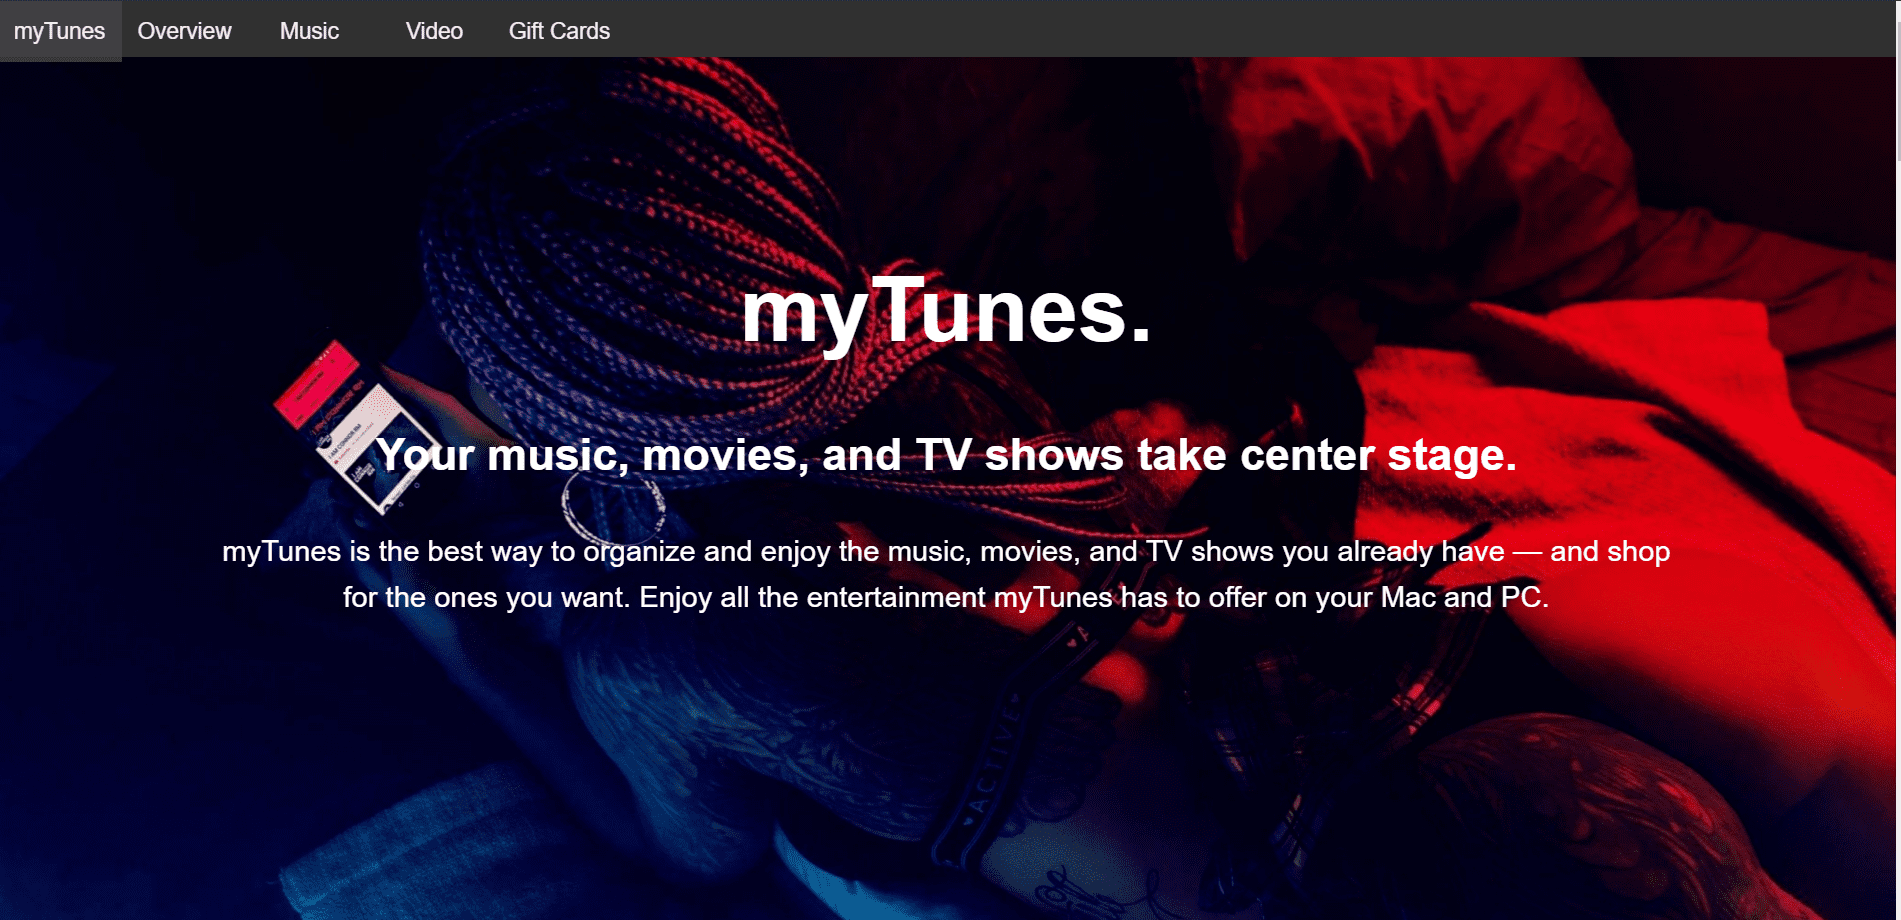 myTunes Overview Music Video Gift Cards
myTunes.
Your music, movies, and TV shows take center stage.
myTunes is the best way to organize and enjoy the music, movies, and TV shows you already have — and shop
for the ones you want. Enjoy all the entertainment myTunes has to offer on your Mac and PC.
ACTIVE